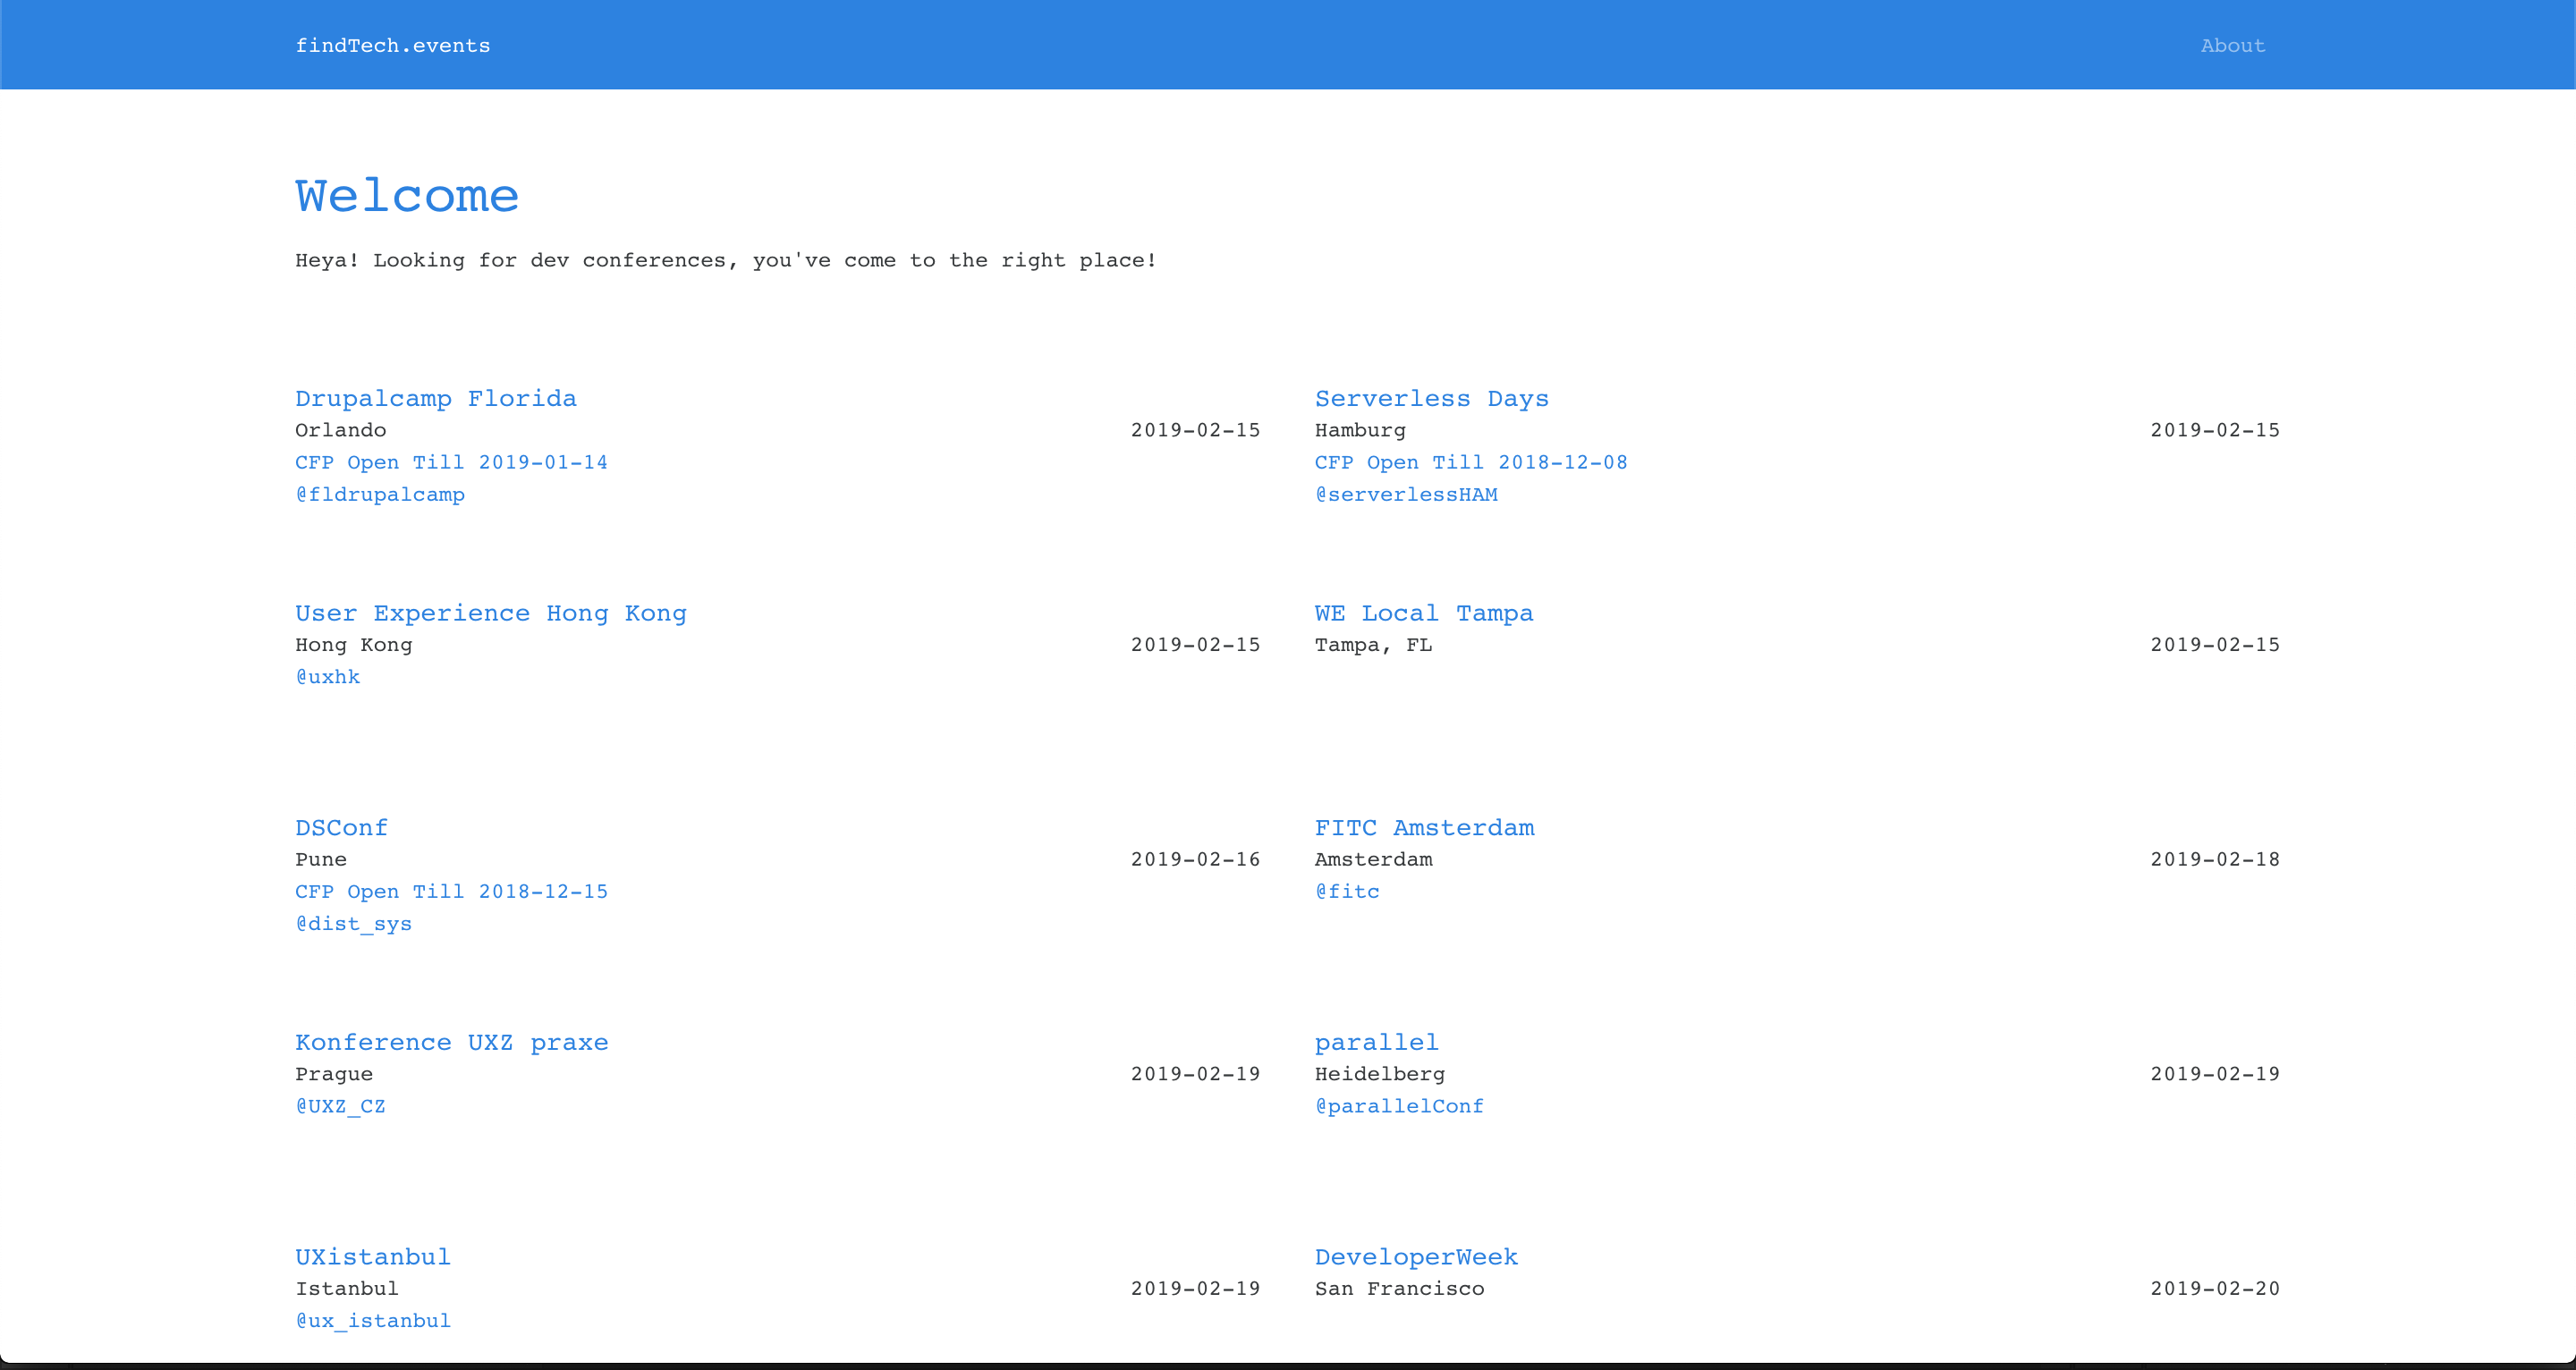 findTech.events
About
Welcome
Heya! Looking for dev conferences, you've come to the right place!
Drupalcamp Florida
Orlando
2019-02-15
CFP Open Till 2019-01-14
@fldrupalcamp
Serverless Days
Hamburg
2019-02-15
CFP Open Till 2018-12-08
@serverlessHAM
User Experience Hong Kong
Hong Kong
2019-02-15
@uxhk
WE Local Tampa
Tampa, FL
2019-02-15
DSConf
Pune
2019-02-16
CFP Open Till 2018-12-15
@dist_sys
FITC Amsterdam
Amsterdam
2019-02-18
@fitc
Konference UXZ praxe
Prague
2019-02-19
@UXZ_CZ
parallel
Heidelberg
2019-02-19
@parallelConf
UXistanbul
Istanbul
2019-02-19
@ux_istanbul
DeveloperWeek
San Francisco
2019-02-20